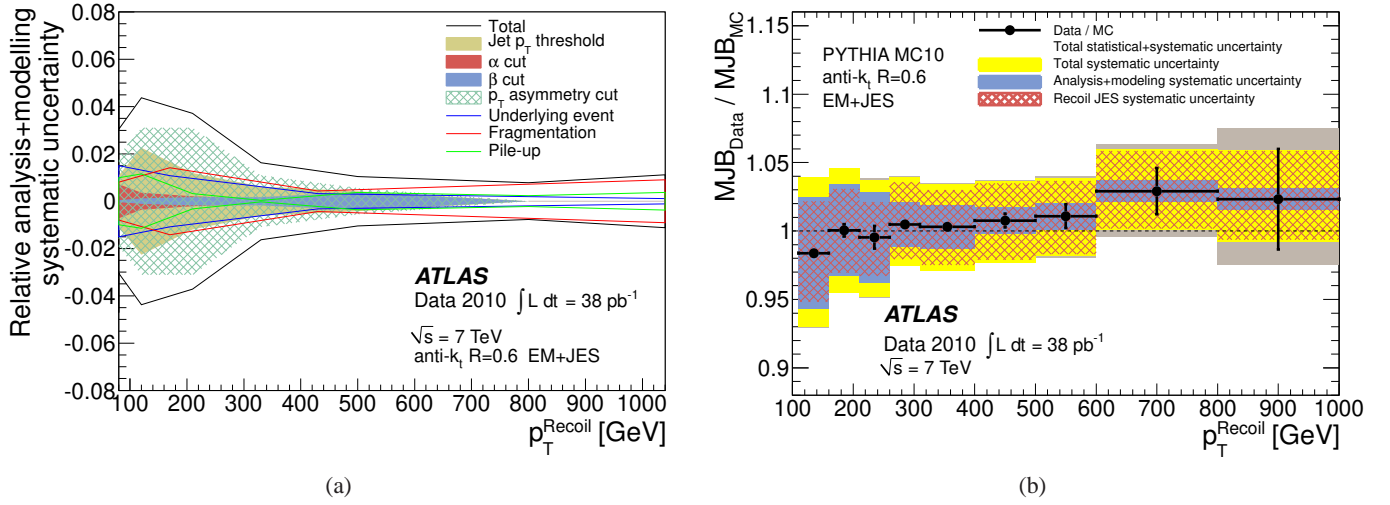 Relative analysis+modelling
systematic uncertainty
0.08
0.06
0.04
0.02
0
-0.02
-0.04
-0.06
-0.08
Total
Jet p_T threshold
α cut
β cut
p_T asymmetry cut
Underlying event
Fragmentation
Pile-up
ATLAS
Data 2010 ∫L dt = 38 pb⁻¹
√s = 7 TeV
anti-k_t R=0.6 EM+JES
100 200 300 400 500 600 700 800 900 1000
p_T^Recoil [GeV]
(a)
MJB_Data / MJB_MC
1.15
1.1
1.05
1
0.95
0.9
PYTHIA MC10
anti-k_t R=0.6
EM+JES
Data / MC
Total statistical+systematic uncertainty
Total systematic uncertainty
Analysis+modeling systematic uncertainty
Recoil JES systematic uncertainty
ATLAS
Data 2010 ∫L dt = 38 pb⁻¹
√s = 7 TeV
100 200 300 400 500 600 700 800 900 1000
p_T^Recoil [GeV]
(b)